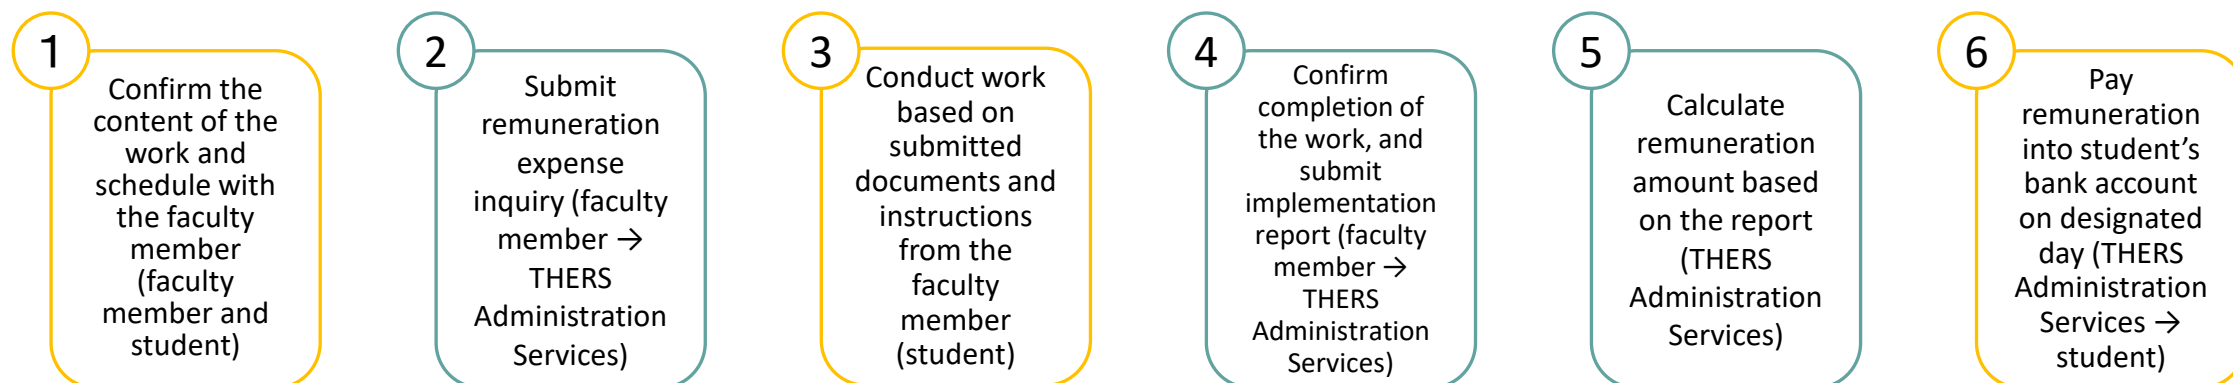 1
Confirm the
content of the
work and
schedule with
the faculty
member
(faculty
member and
student)
2
Submit
remuneration
expense
inquiry (faculty
member →
THERS
Administration
Services)
3
Conduct work
based on
submitted
documents and
instructions
from the
faculty
member
(student)
4
Confirm
completion of
the work, and
submit
implementation
report (faculty
member →
THERS
Administration
Services)
5
Calculate
remuneration
amount based
on the report
(THERS
Administration
Services)
6
Pay
remuneration
into student’s
bank account
on designated
day (THERS
Administration
Services →
student)